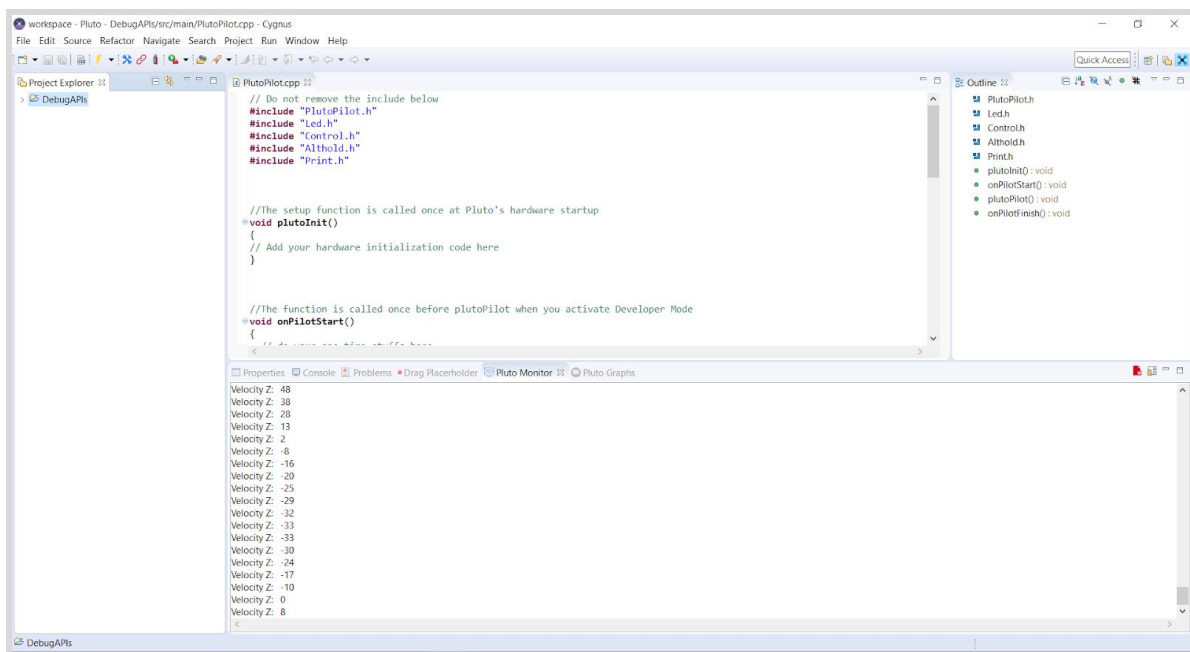 workspace - Pluto - DebugAPIs/src/main/PlutoPilot.cpp - Cygnus
File Edit Source Refactor Navigate Search Project Run Window Help
Quick Access
Project Explorer
DebugAPIs
PlutoPilot.cpp
// Do not remove the include below
#include "PlutoPilot.h"
#include "Led.h"
#include "Control.h"
#include "Althold.h"
#include "Print.h"
//The setup function is called once at Pluto's hardware startup
void plutoInit()
{
// Add your hardware initialization code here
}
//The function is called once before plutoPilot when you activate Developer Mode
void onPilotStart()
{
Outline
PlutoPilot.h
Led.h
Control.h
Althold.h
Print.h
plutoInit() : void
onPilotStart() : void
plutoPilot() : void
onPilotFinish() : void
Properties Console Problems Drag Placeholder Pluto Monitor Pluto Graphs
Velocity Z: 48
Velocity Z: 38
Velocity Z: 28
Velocity Z: 13
Velocity Z: 2
Velocity Z: -8
Velocity Z: -16
Velocity Z: -20
Velocity Z: -25
Velocity Z: -29
Velocity Z: -32
Velocity Z: -33
Velocity Z: -33
Velocity Z: -30
Velocity Z: -24
Velocity Z: -17
Velocity Z: -10
Velocity Z: 0
Velocity Z: 8
DebugAPIs